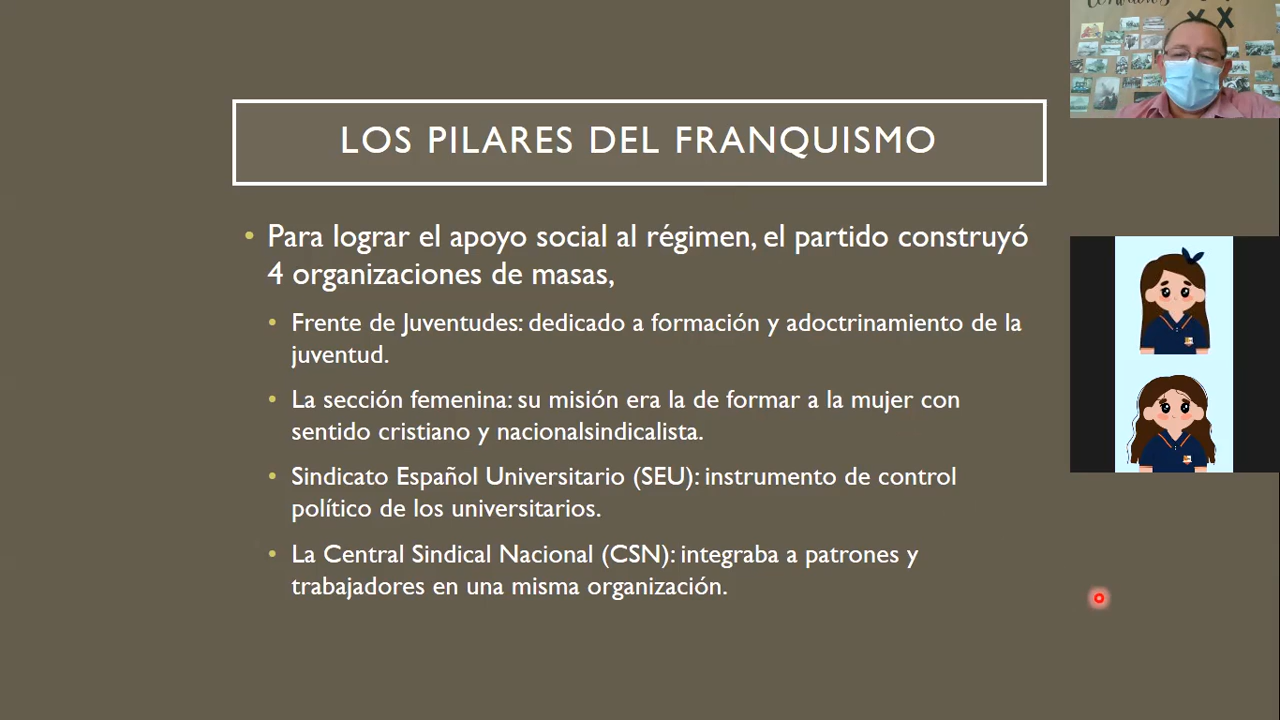 LOS PILARES DEL FRANQUISMO
• Para lograr el apoyo social al régimen, el partido construyó
4 organizaciones de masas,
• Frente de Juventudes: dedicado a formación y adoctrinamiento de la
juventud.
• La sección femenina: su misión era la de formar a la mujer con
sentido cristiano y nacionalsindicalista.
• Sindicato Español Universitario (SEU): instrumento de control
político de los universitarios.
• La Central Sindical Nacional (CSN): integraba a patrones y
trabajadores en una misma organización.